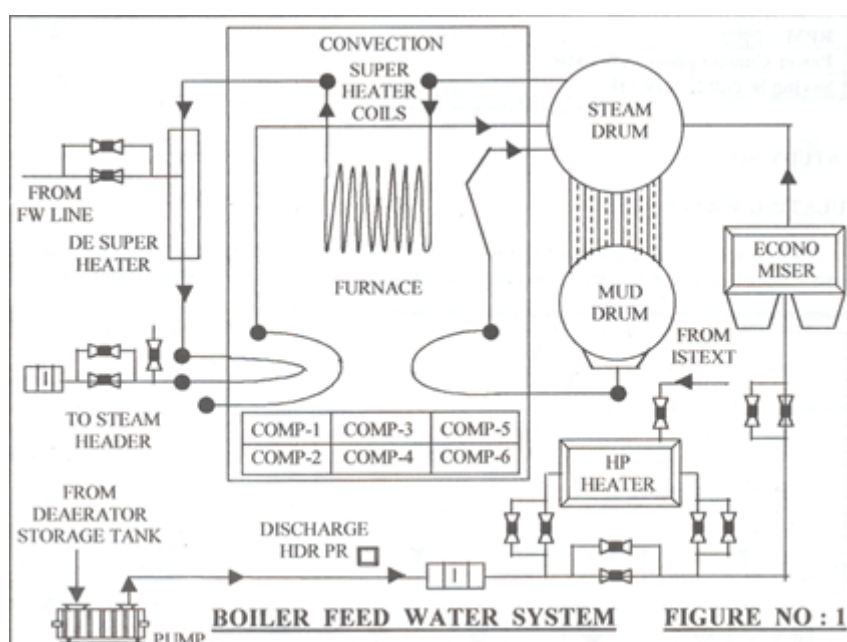 CONVECTION
SUPER
HEATER
COILS
STEAM
DRUM
FROM
FW LINE
DE SUPER
HEATER
ECONO
MISER
FURNACE
MUD
DRUM
FROM
ISTEXT
TO STEAM
HEADER
COMP-1 COMP-3 COMP-5
COMP-2 COMP-4 COMP-6
HP
HEATER
FROM
DEAERATOR
STORAGE TANK
DISCHARGE
HDR PR
PUMP
BOILER FEED WATER SYSTEM FIGURE NO : 1